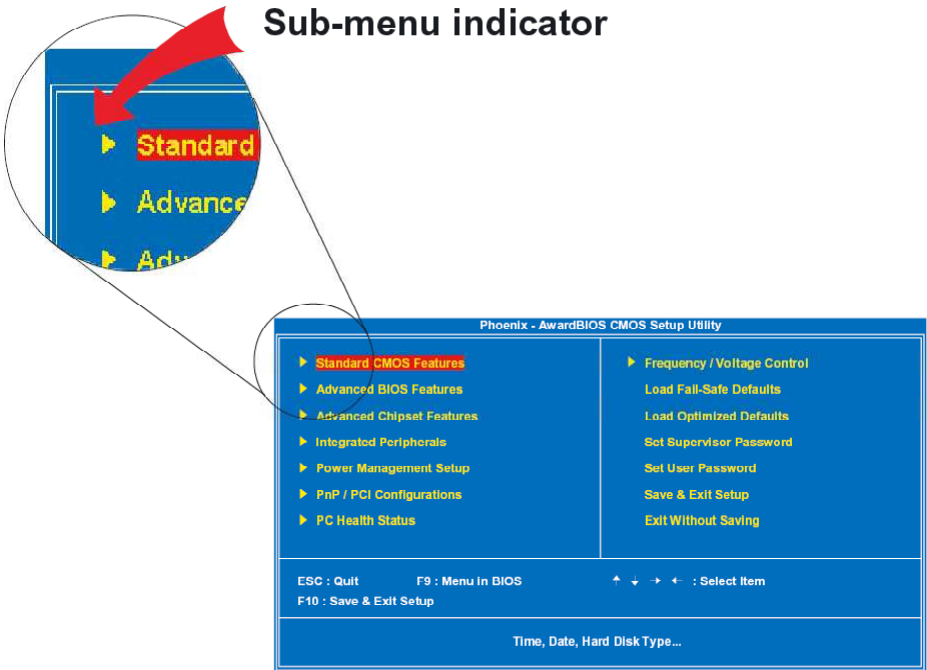 Sub-menu indicator
Standard
Advance
Adv
Phoenix - AwardBIOS CMOS Setup Utility
Standard CMOS Features
Advanced BIOS Features
Advanced Chipset Features
Integrated Peripherals
Power Management Setup
PnP / PCI Configurations
PC Health Status
Frequency / Voltage Control
Load Fail-Safe Defaults
Load Optimized Defaults
Set Supervisor Password
Set User Password
Save & Exit Setup
Exit Without Saving
ESC : Quit F9 : Menu in BIOS ↑ ↓ → ← : Select Item
F10 : Save & Exit Setup
Time, Date, Hard Disk Type...